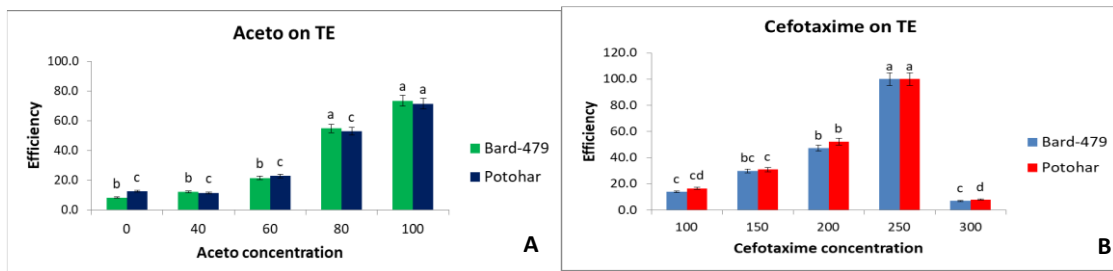 Aceto on TE
100.0
80.0
60.0
40.0
20.0
0.0
Efficiency
b c b c b c a c a a
0 40 60 80 100
Aceto concentration
Bard-479
Potohar
A
Cefotaxime on TE
120.0
100.0
80.0
60.0
40.0
20.0
0.0
Efficiency
c cd bc c b b a a c d
100 150 200 250 300
Cefotaxime concentration
Bard-479
Potohar
B